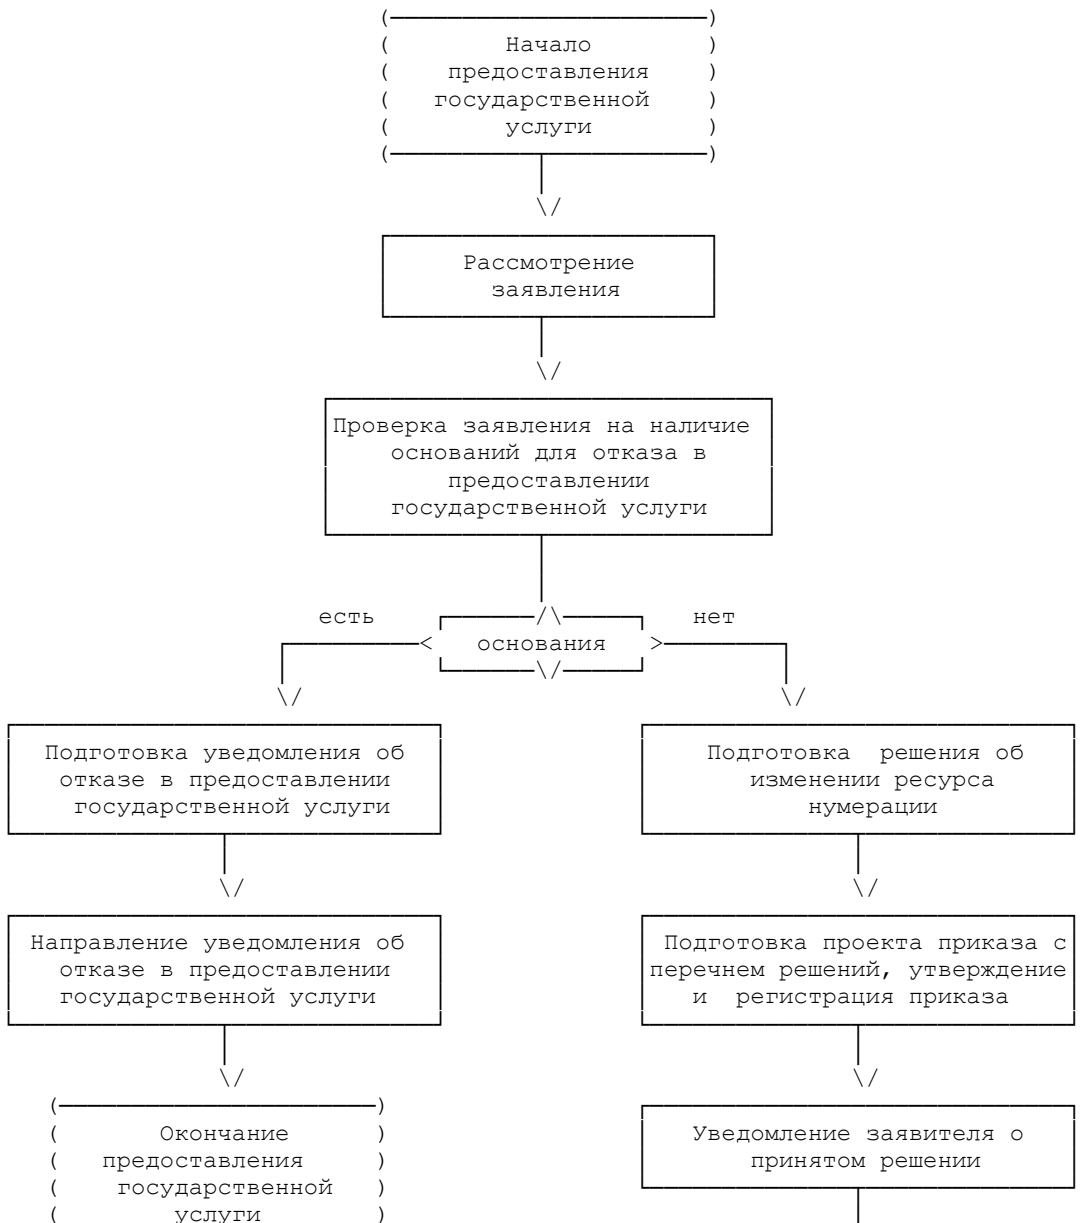 Начало
предоставления
государственной
услуги
Рассмотрение
заявления
Проверка заявления на наличие
оснований для отказа в
предоставлении
государственной услуги
есть
основания
нет
Подготовка уведомления об
отказе в предоставлении
государственной услуги
Подготовка решения об
изменении ресурса
нумерации
Направление уведомления об
отказе в предоставлении
государственной услуги
Подготовка проекта приказа с
перечнем решений, утверждение
и регистрация приказа
Окончание
предоставления
государственной
услуги
Уведомление заявителя о
принятом решении